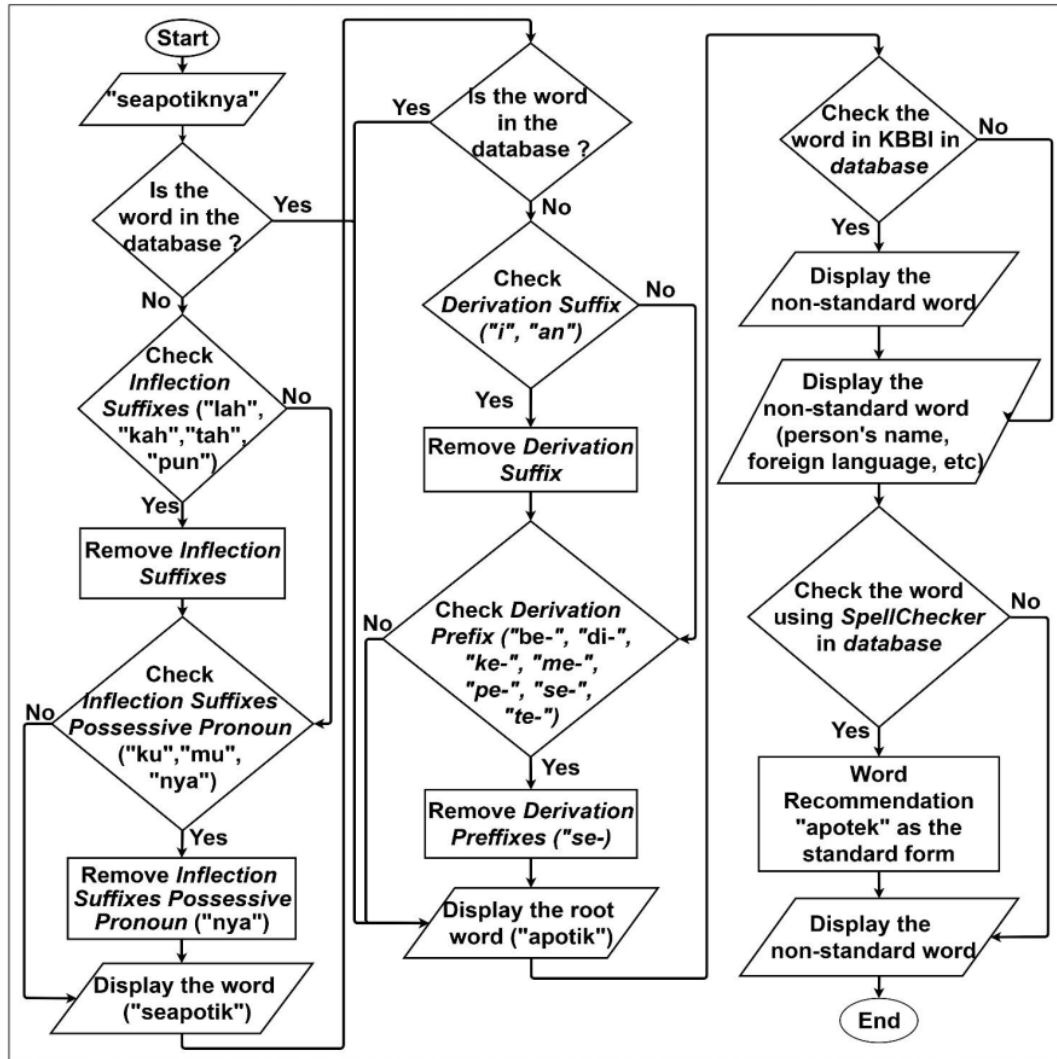 Start
"seapotiknya"
Is the
word in the
database ?
Yes
No
Check
Inflection
Suffixes ("lah",
"kah","tah",
"pun")
No
Yes
Remove Inflection
Suffixes
Check
Inflection Suffixes
Possessive Pronoun
("ku","mu",
"nya")
No
Yes
Remove Inflection
Suffixes Possessive
Pronoun ("nya")
Display the word
("seapotik")
Is the word
in the
database ?
Yes
No
Check
Derivation Suffix
("i", "an")
No
Yes
Remove Derivation
Suffix
Check Derivation
Prefix ("be-", "di-",
"ke-", "me-",
"pe-", "se-",
"te-")
No
Yes
Remove Derivation
Preffixes ("se-)
Display the root
word ("apotik")
Check the
word in KBBI in
database
No
Yes
Display the
non-standard word
Display the
non-standard word
(person's name,
foreign language, etc)
Check the word
using SpellChecker
in database
No
Yes
Word
Recommendation
"apotek" as the
standard form
Display the
non-standard word
End